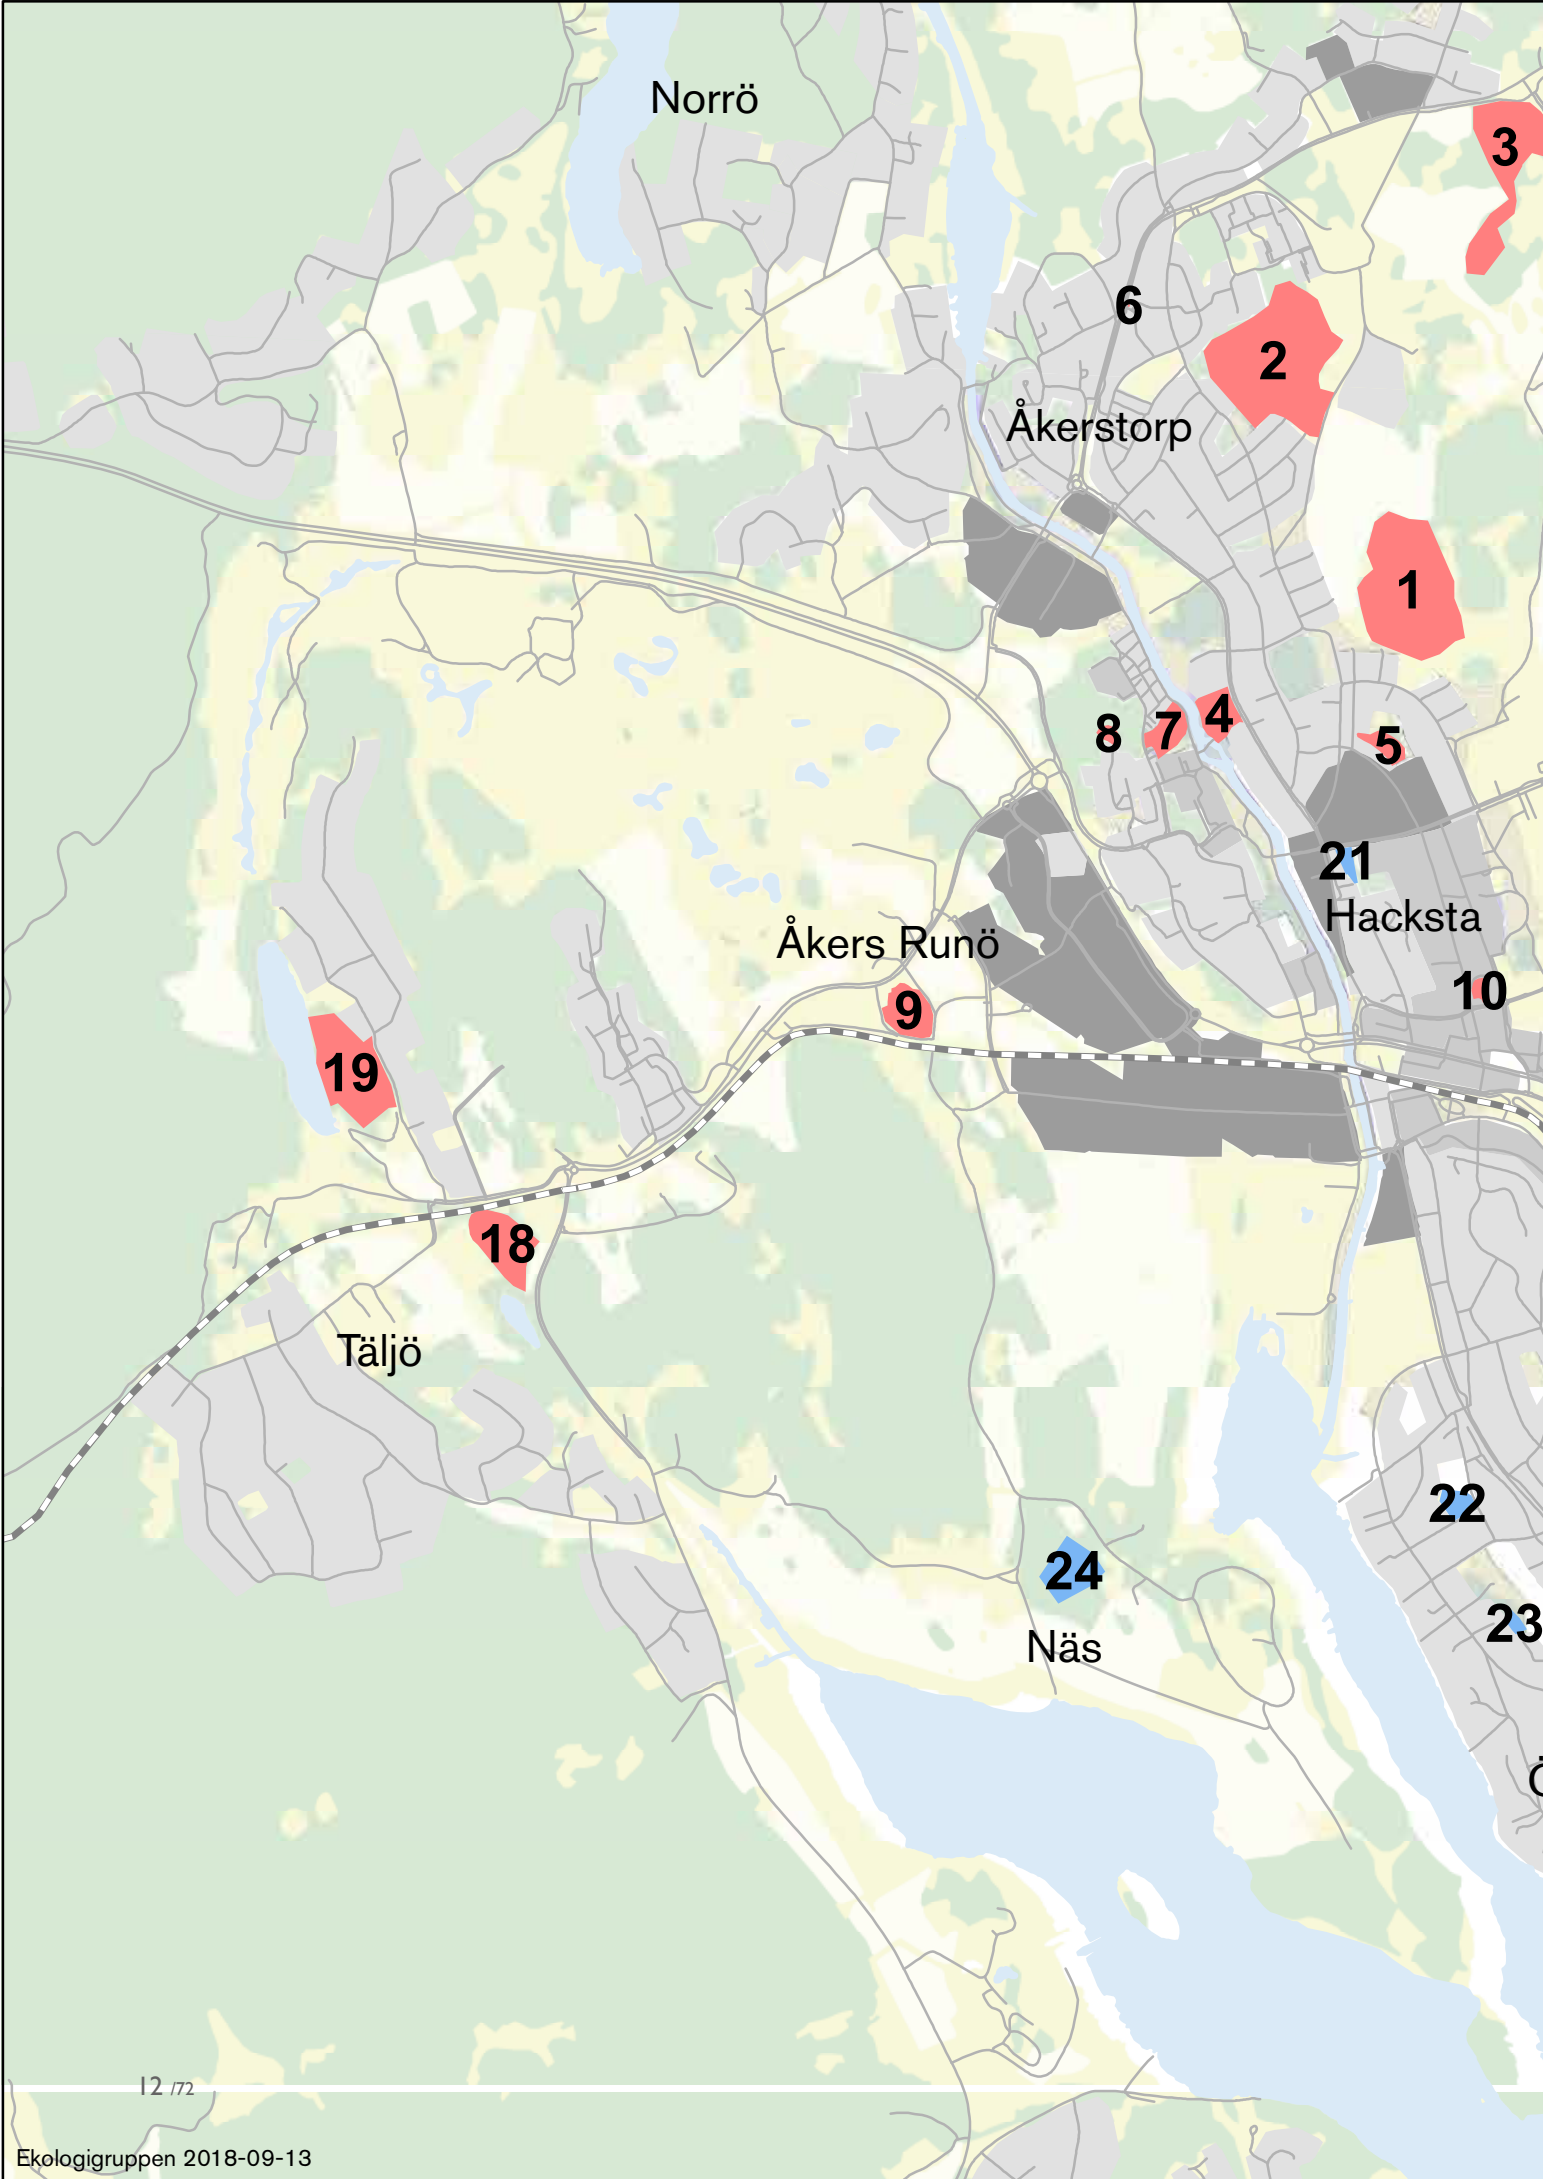 Norrö
3
6
2
Åkerstorp
1
8
7
4
5
21
Hacksta
Åkers Runö
10
9
19
18
Täljö
22
24
23
Näs
Ö
12 /72
Ekologigruppen 2018-09-13